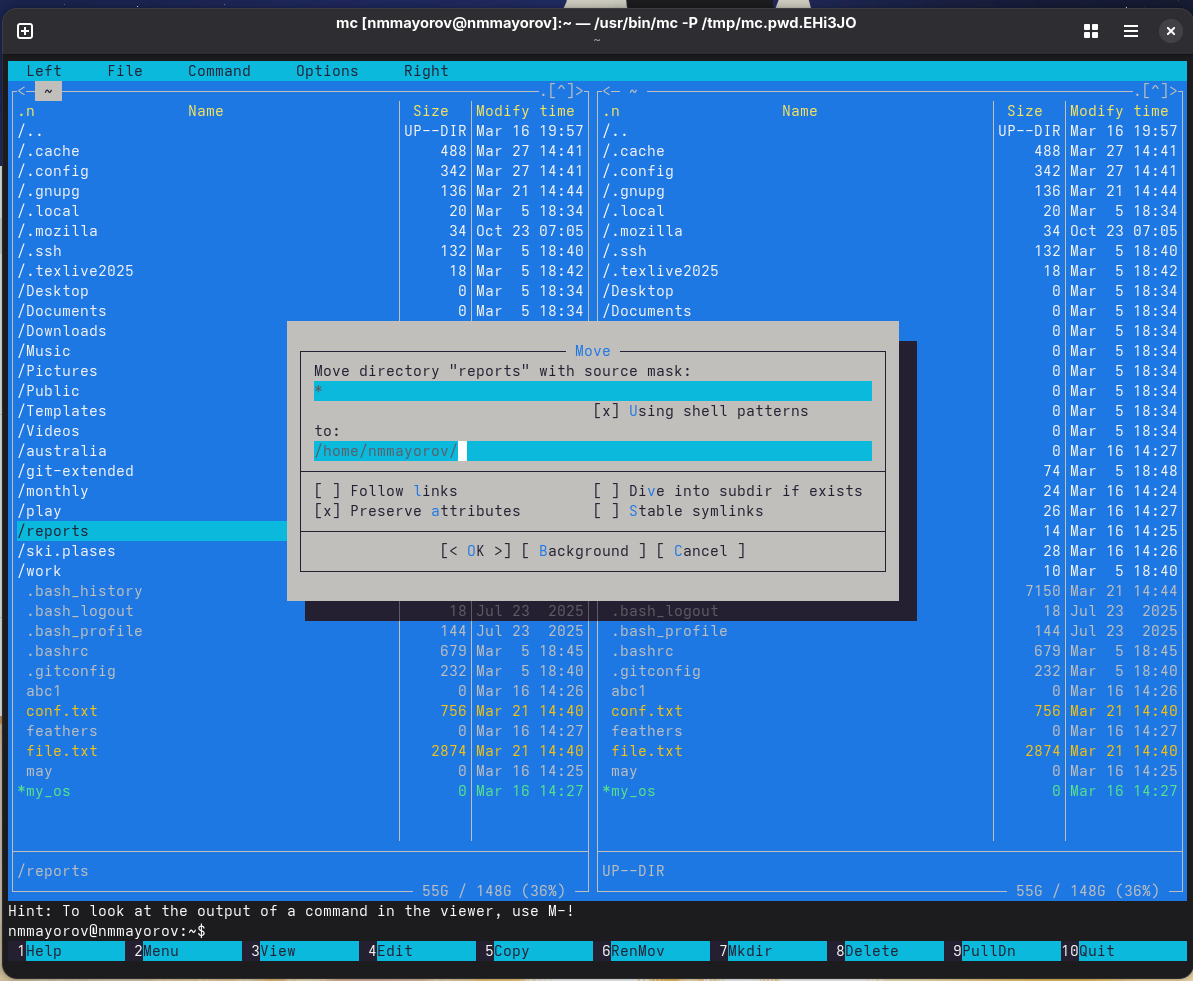 mc [nmmayorov@nmmayorov]:~ — /usr/bin/mc -P /tmp/mc.pwd.EHi3JO
~
Left File Command Options Right
<─ ~ ─.[^]>
.n Name Size Modify time
/.. UP--DIR Mar 16 19:57
/.cache 488 Mar 27 14:41
/.config 342 Mar 27 14:41
/.gnupg 136 Mar 21 14:44
/.local 20 Mar 5 18:34
/.mozilla 34 Oct 23 07:05
/.ssh 132 Mar 5 18:40
/.texlive2025 18 Mar 5 18:42
/Desktop 0 Mar 5 18:34
/Documents 0 Mar 5 18:34
/Downloads
/Music
/Pictures
/Public
/Templates
/Videos
/australia
/git-extended
/monthly
/play
/reports
/ski.plases
/work
.bash_history
.bash_logout 18 Jul 23 2025
.bash_profile 144 Jul 23 2025
.bashrc 679 Mar 5 18:45
.gitconfig 232 Mar 5 18:40
abc1 0 Mar 16 14:26
conf.txt 756 Mar 21 14:40
feathers 0 Mar 16 14:27
file.txt 2874 Mar 21 14:40
may 0 Mar 16 14:25
*my_os 0 Mar 16 14:27
/reports
55G / 148G (36%)
<─ ~ ─.[^]>
.n Name Size Modify time
/.. UP--DIR Mar 16 19:57
/.cache 488 Mar 27 14:41
/.config 342 Mar 27 14:41
/.gnupg 136 Mar 21 14:44
/.local 20 Mar 5 18:34
/.mozilla 34 Oct 23 07:05
/.ssh 132 Mar 5 18:40
/.texlive2025 18 Mar 5 18:42
/Desktop 0 Mar 5 18:34
/Documents 0 Mar 5 18:34
0 Mar 5 18:34
0 Mar 5 18:34
0 Mar 5 18:34
0 Mar 5 18:34
0 Mar 5 18:34
0 Mar 5 18:34
0 Mar 16 14:27
74 Mar 5 18:48
24 Mar 16 14:24
26 Mar 16 14:27
14 Mar 16 14:25
28 Mar 16 14:26
10 Mar 5 18:40
7150 Mar 21 14:44
.bash_logout 18 Jul 23 2025
.bash_profile 144 Jul 23 2025
.bashrc 679 Mar 5 18:45
.gitconfig 232 Mar 5 18:40
abc1 0 Mar 16 14:26
conf.txt 756 Mar 21 14:40
feathers 0 Mar 16 14:27
file.txt 2874 Mar 21 14:40
may 0 Mar 16 14:25
*my_os 0 Mar 16 14:27
UP--DIR
55G / 148G (36%)
Move
Move directory "reports" with source mask:
*
[x] Using shell patterns
to:
/home/nmmayorov/
[ ] Follow links [ ] Dive into subdir if exists
[x] Preserve attributes [ ] Stable symlinks
[< OK >] [ Background ] [ Cancel ]
Hint: To look at the output of a command in the viewer, use M-!
nmmayorov@nmmayorov:~$
1Help 2Menu 3View 4Edit 5Copy 6RenMov 7Mkdir 8Delete 9PullDn 10Quit